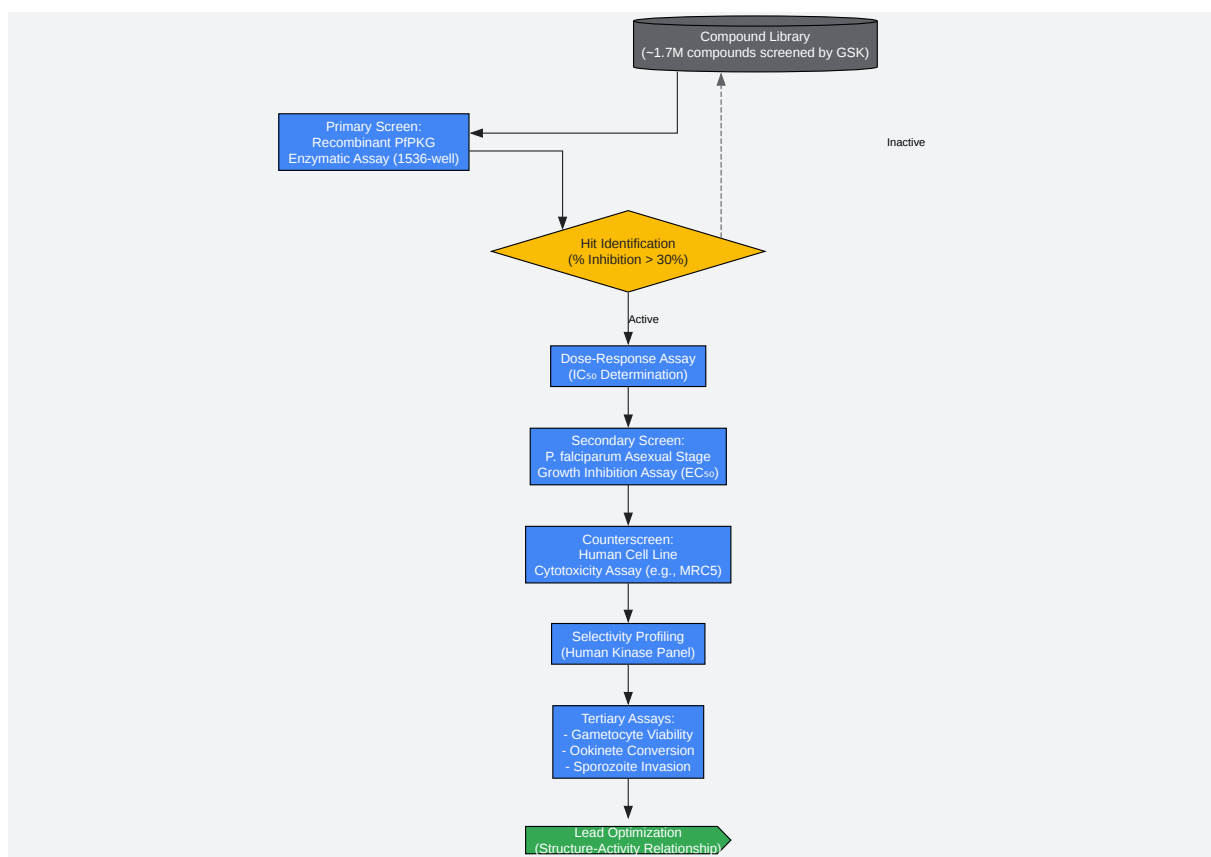 Compound Library
(~1.7M compounds screened by GSK)
Primary Screen:
Recombinant PfPKG
Enzymatic Assay (1536-well)
Inactive
Hit Identification
(% Inhibition > 30%)
Active
Dose-Response Assay
(IC₅₀ Determination)
Secondary Screen:
P. falciparum Asexual Stage
Growth Inhibition Assay (EC₅₀)
Counterscreen:
Human Cell Line
Cytotoxicity Assay (e.g., MRC5)
Selectivity Profiling
(Human Kinase Panel)
Tertiary Assays:
- Gametocyte Viability
- Ookinete Conversion
- Sporozoite Invasion
Lead Optimization
(Structure-Activity Relationship)